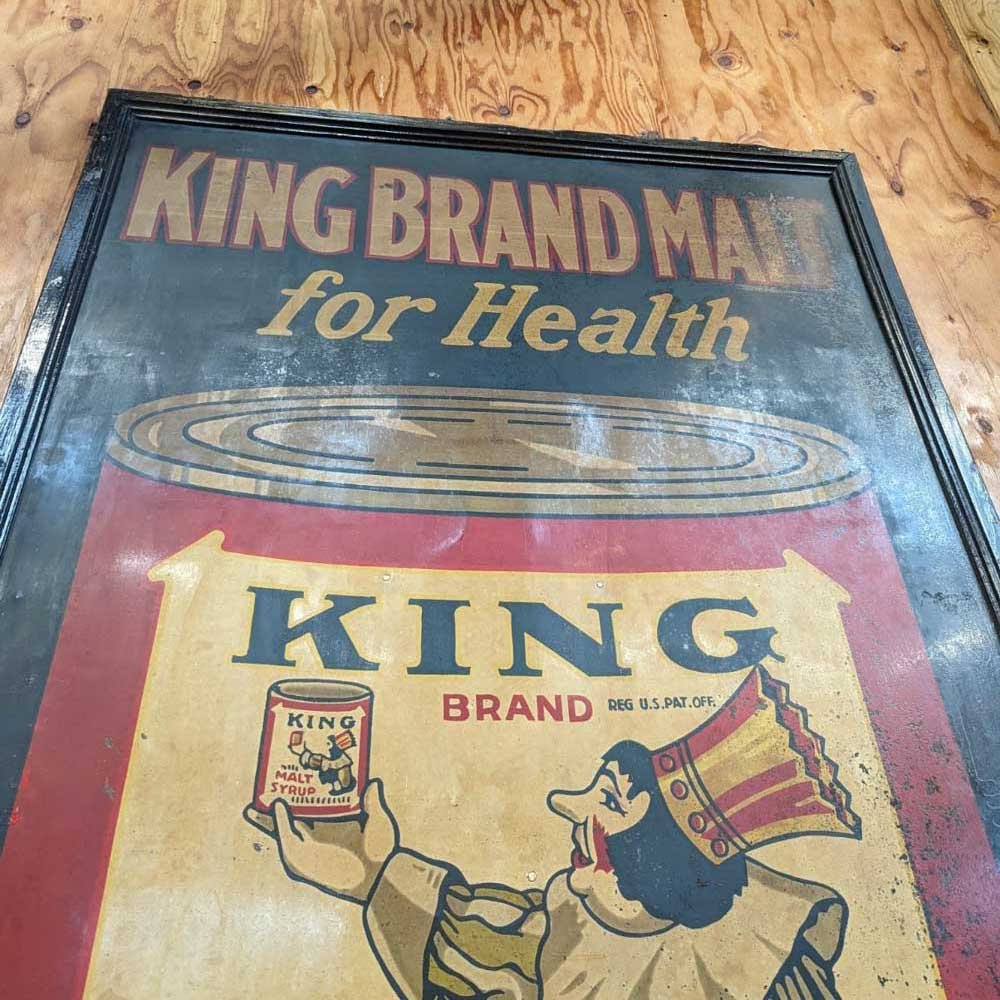 KING BRAND MALT
for Health
KING
BRAND REG U.S.PAT.OFF.
KING
MALT
SYRUP